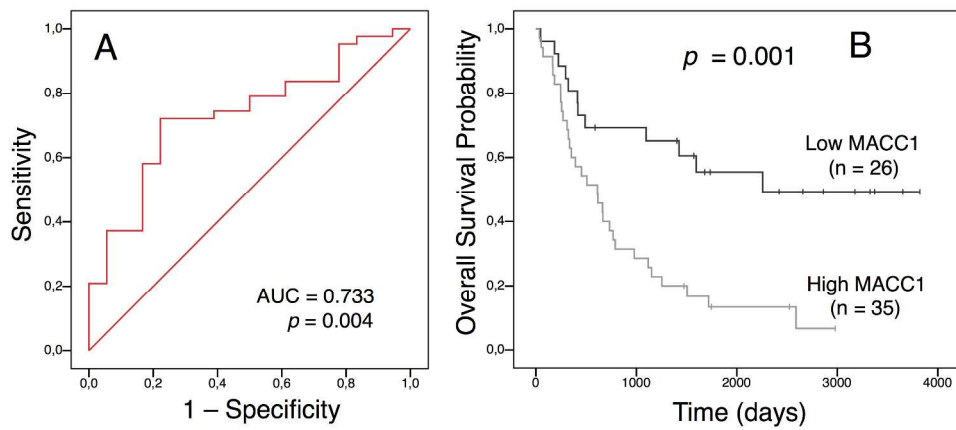 A
Sensitivity
1,0
0,8
0,6
0,4
0,2
0,0
AUC = 0.733
p = 0.004
0,0 0,2 0,4 0,6 0,8 1,0
1 – Specificity
B
p = 0.001
Overall Survival Probability
1,0
0,8
0,6
0,4
0,2
0,0
Low MACC1
(n = 26)
High MACC1
(n = 35)
0 1000 2000 3000 4000
Time (days)